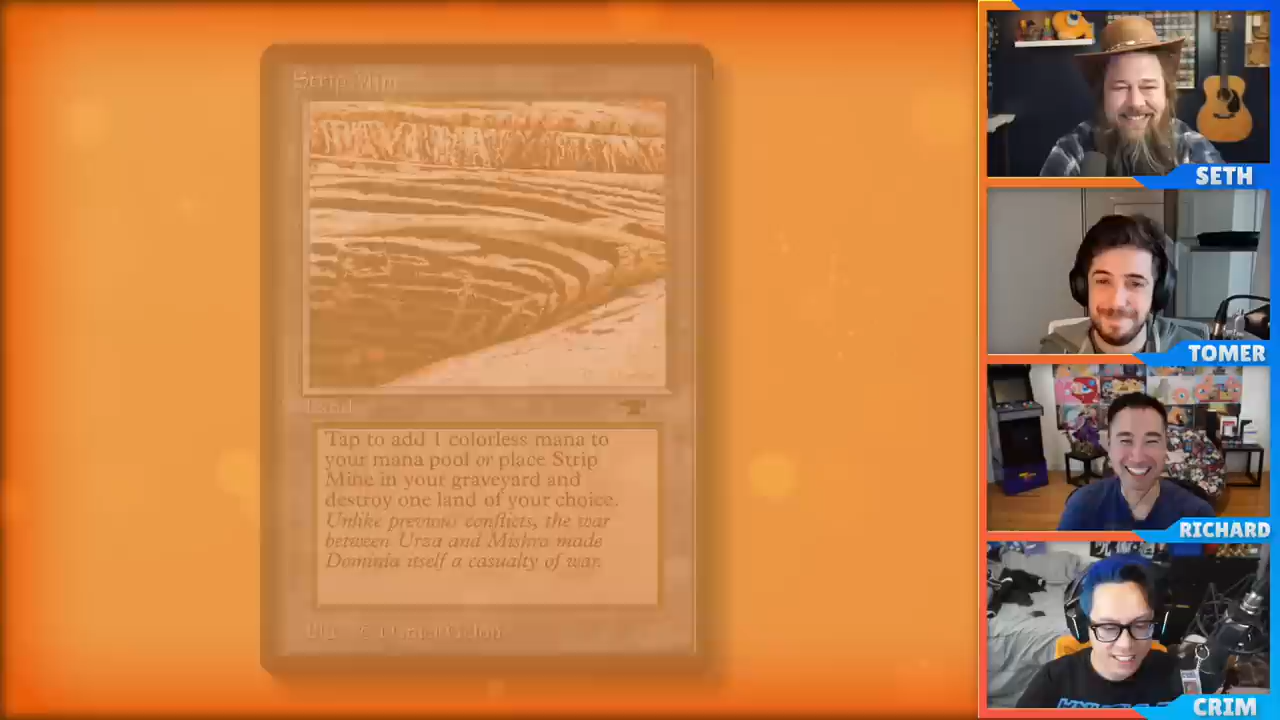 Strip Mine
Land
Tap to add 1 colorless mana to
your mana pool or place Strip
Mine in your graveyard and
destroy one land of your choice.
Unlike previous conflicts, the war
between Urza and Mishra made
Dominia itself a casualty of war.
SETH
TOMER
RICHARD
CRIM